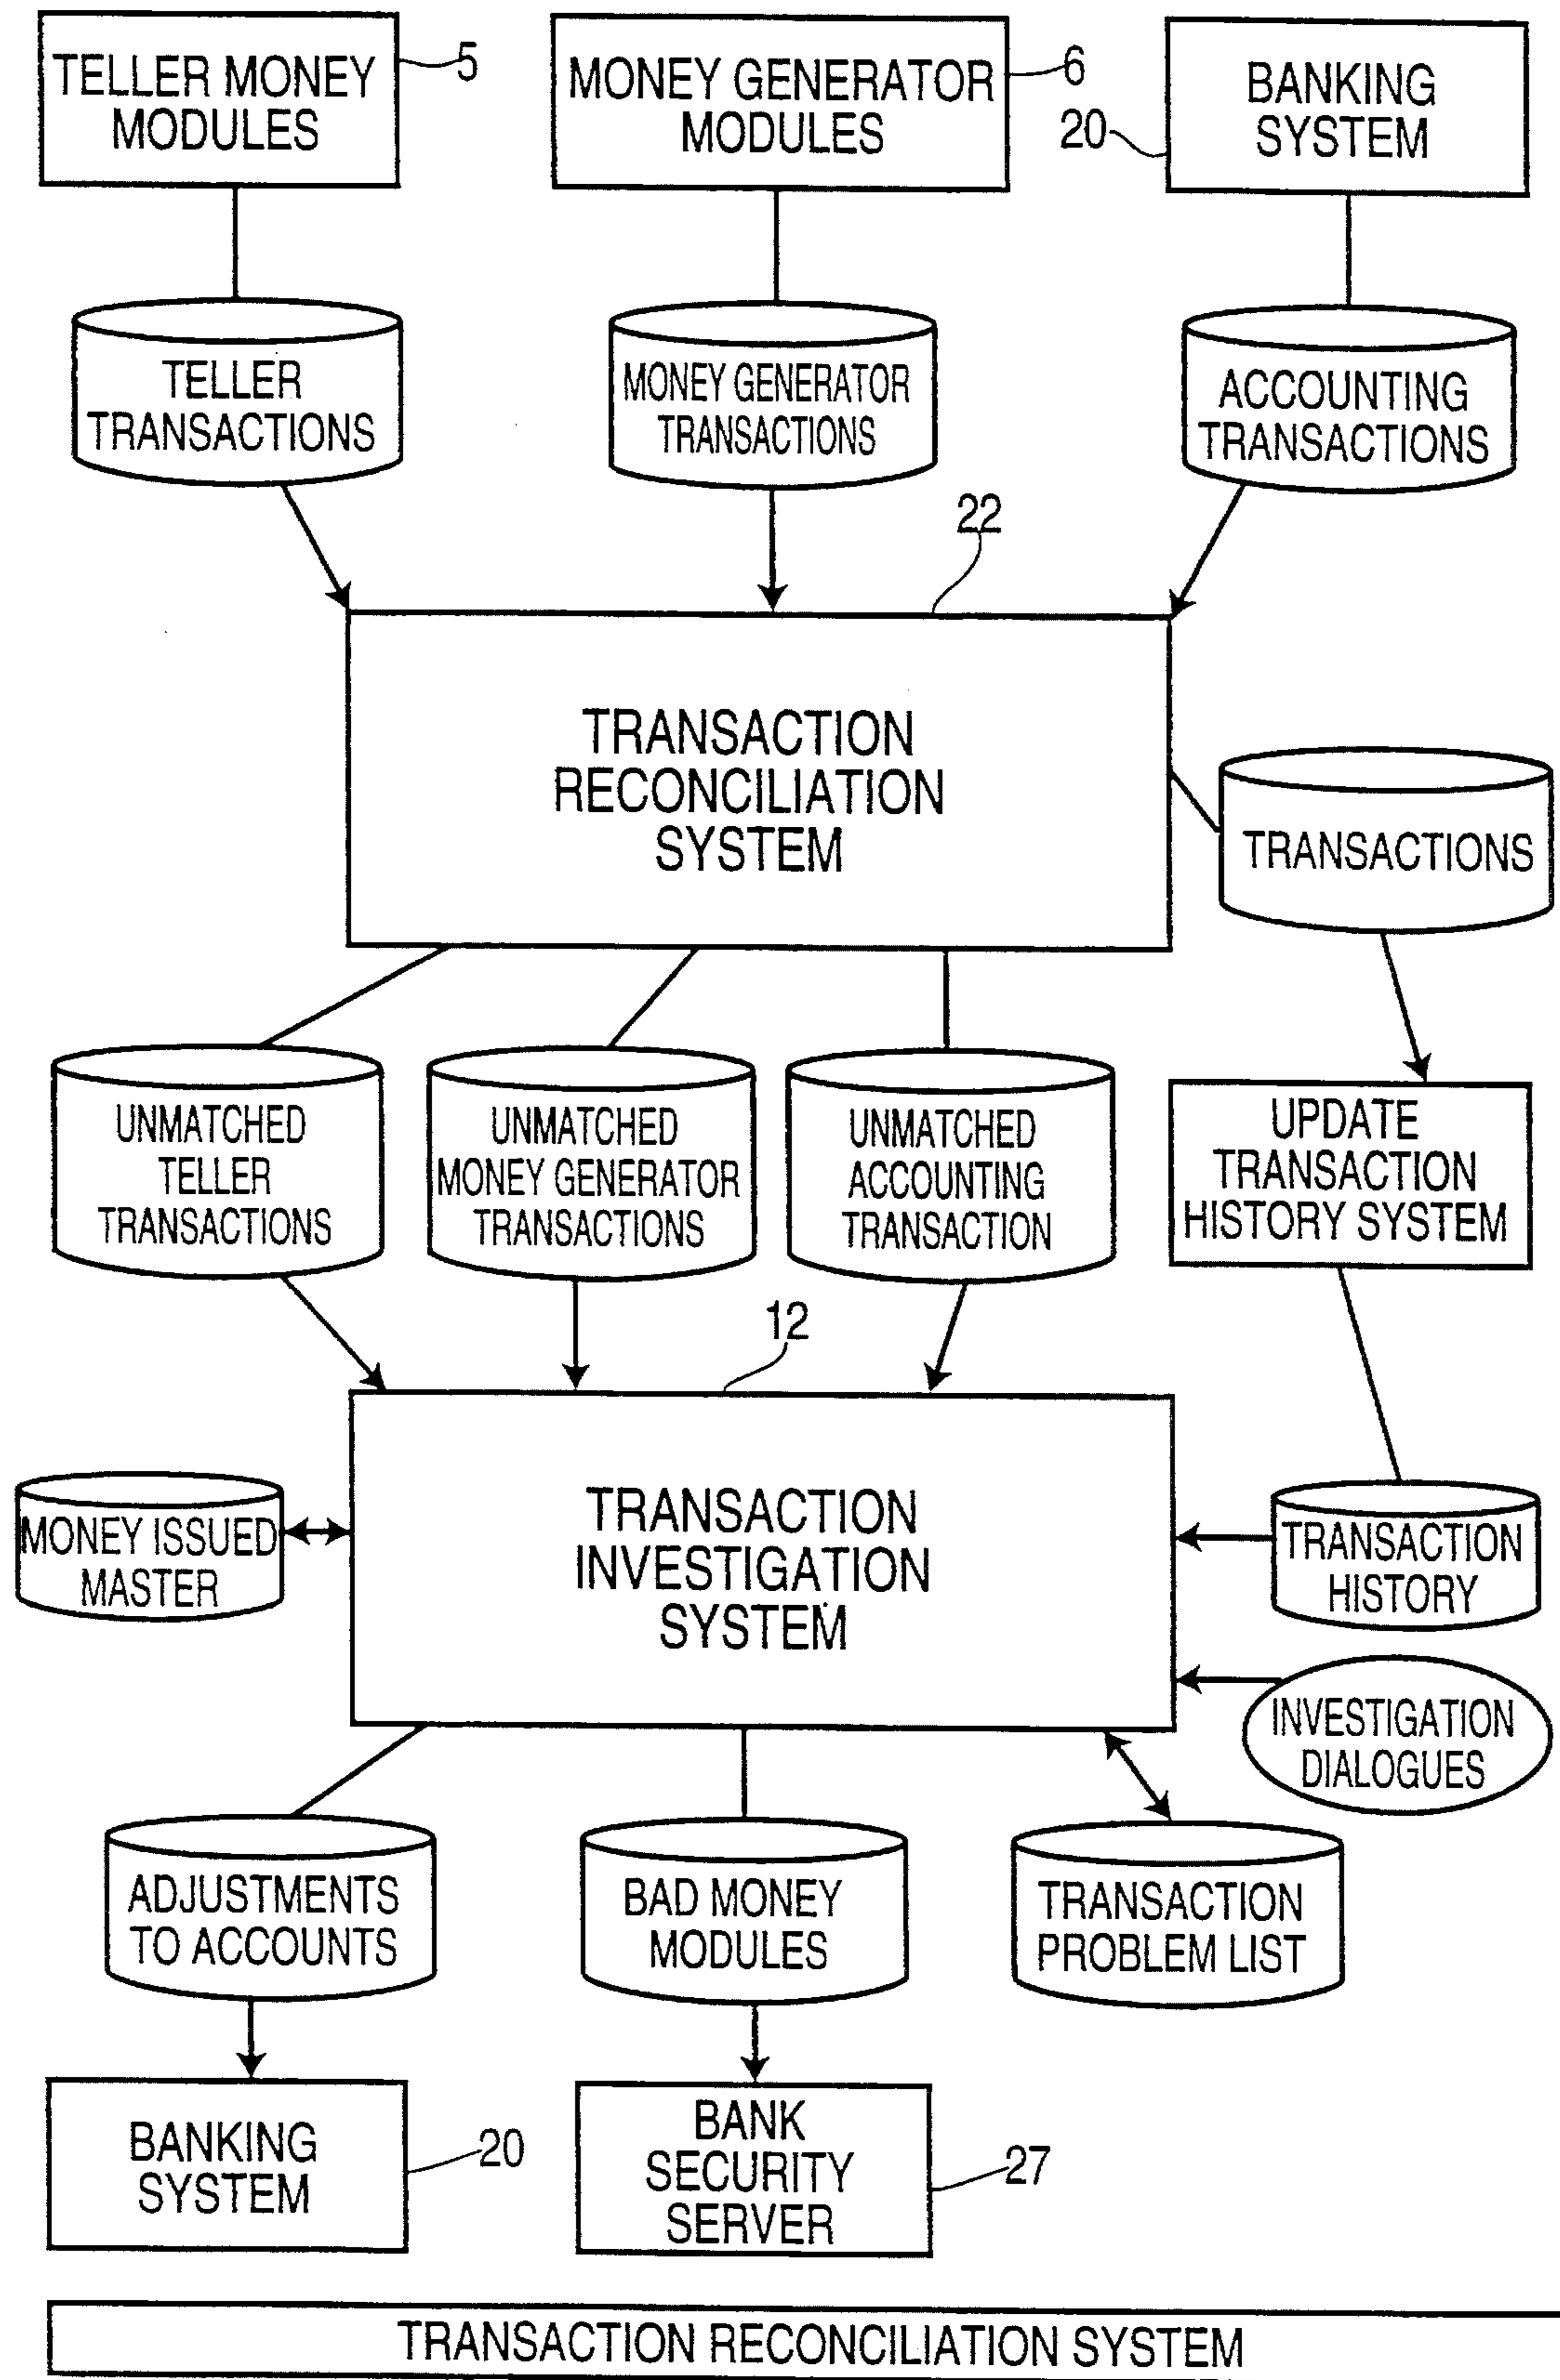 TELLER MONEY
MODULES
5
MONEY GENERATOR
MODULES
6
BANKING
SYSTEM
20
TELLER
TRANSACTIONS
MONEY GENERATOR
TRANSACTIONS
ACCOUNTING
TRANSACTIONS
22
TRANSACTION
RECONCILIATION
SYSTEM
TRANSACTIONS
UNMATCHED
TELLER
TRANSACTIONS
UNMATCHED
MONEY GENERATOR
TRANSACTIONS
UNMATCHED
ACCOUNTING
TRANSACTION
UPDATE
TRANSACTION
HISTORY SYSTEM
12
MONEY ISSUED
MASTER
TRANSACTION
INVESTIGATION
SYSTEM
TRANSACTION
HISTORY
INVESTIGATION
DIALOGUES
ADJUSTMENTS
TO ACCOUNTS
BAD MONEY
MODULES
TRANSACTION
PROBLEM LIST
BANKING
SYSTEM
20
BANK
SECURITY
SERVER
27
TRANSACTION RECONCILIATION SYSTEM